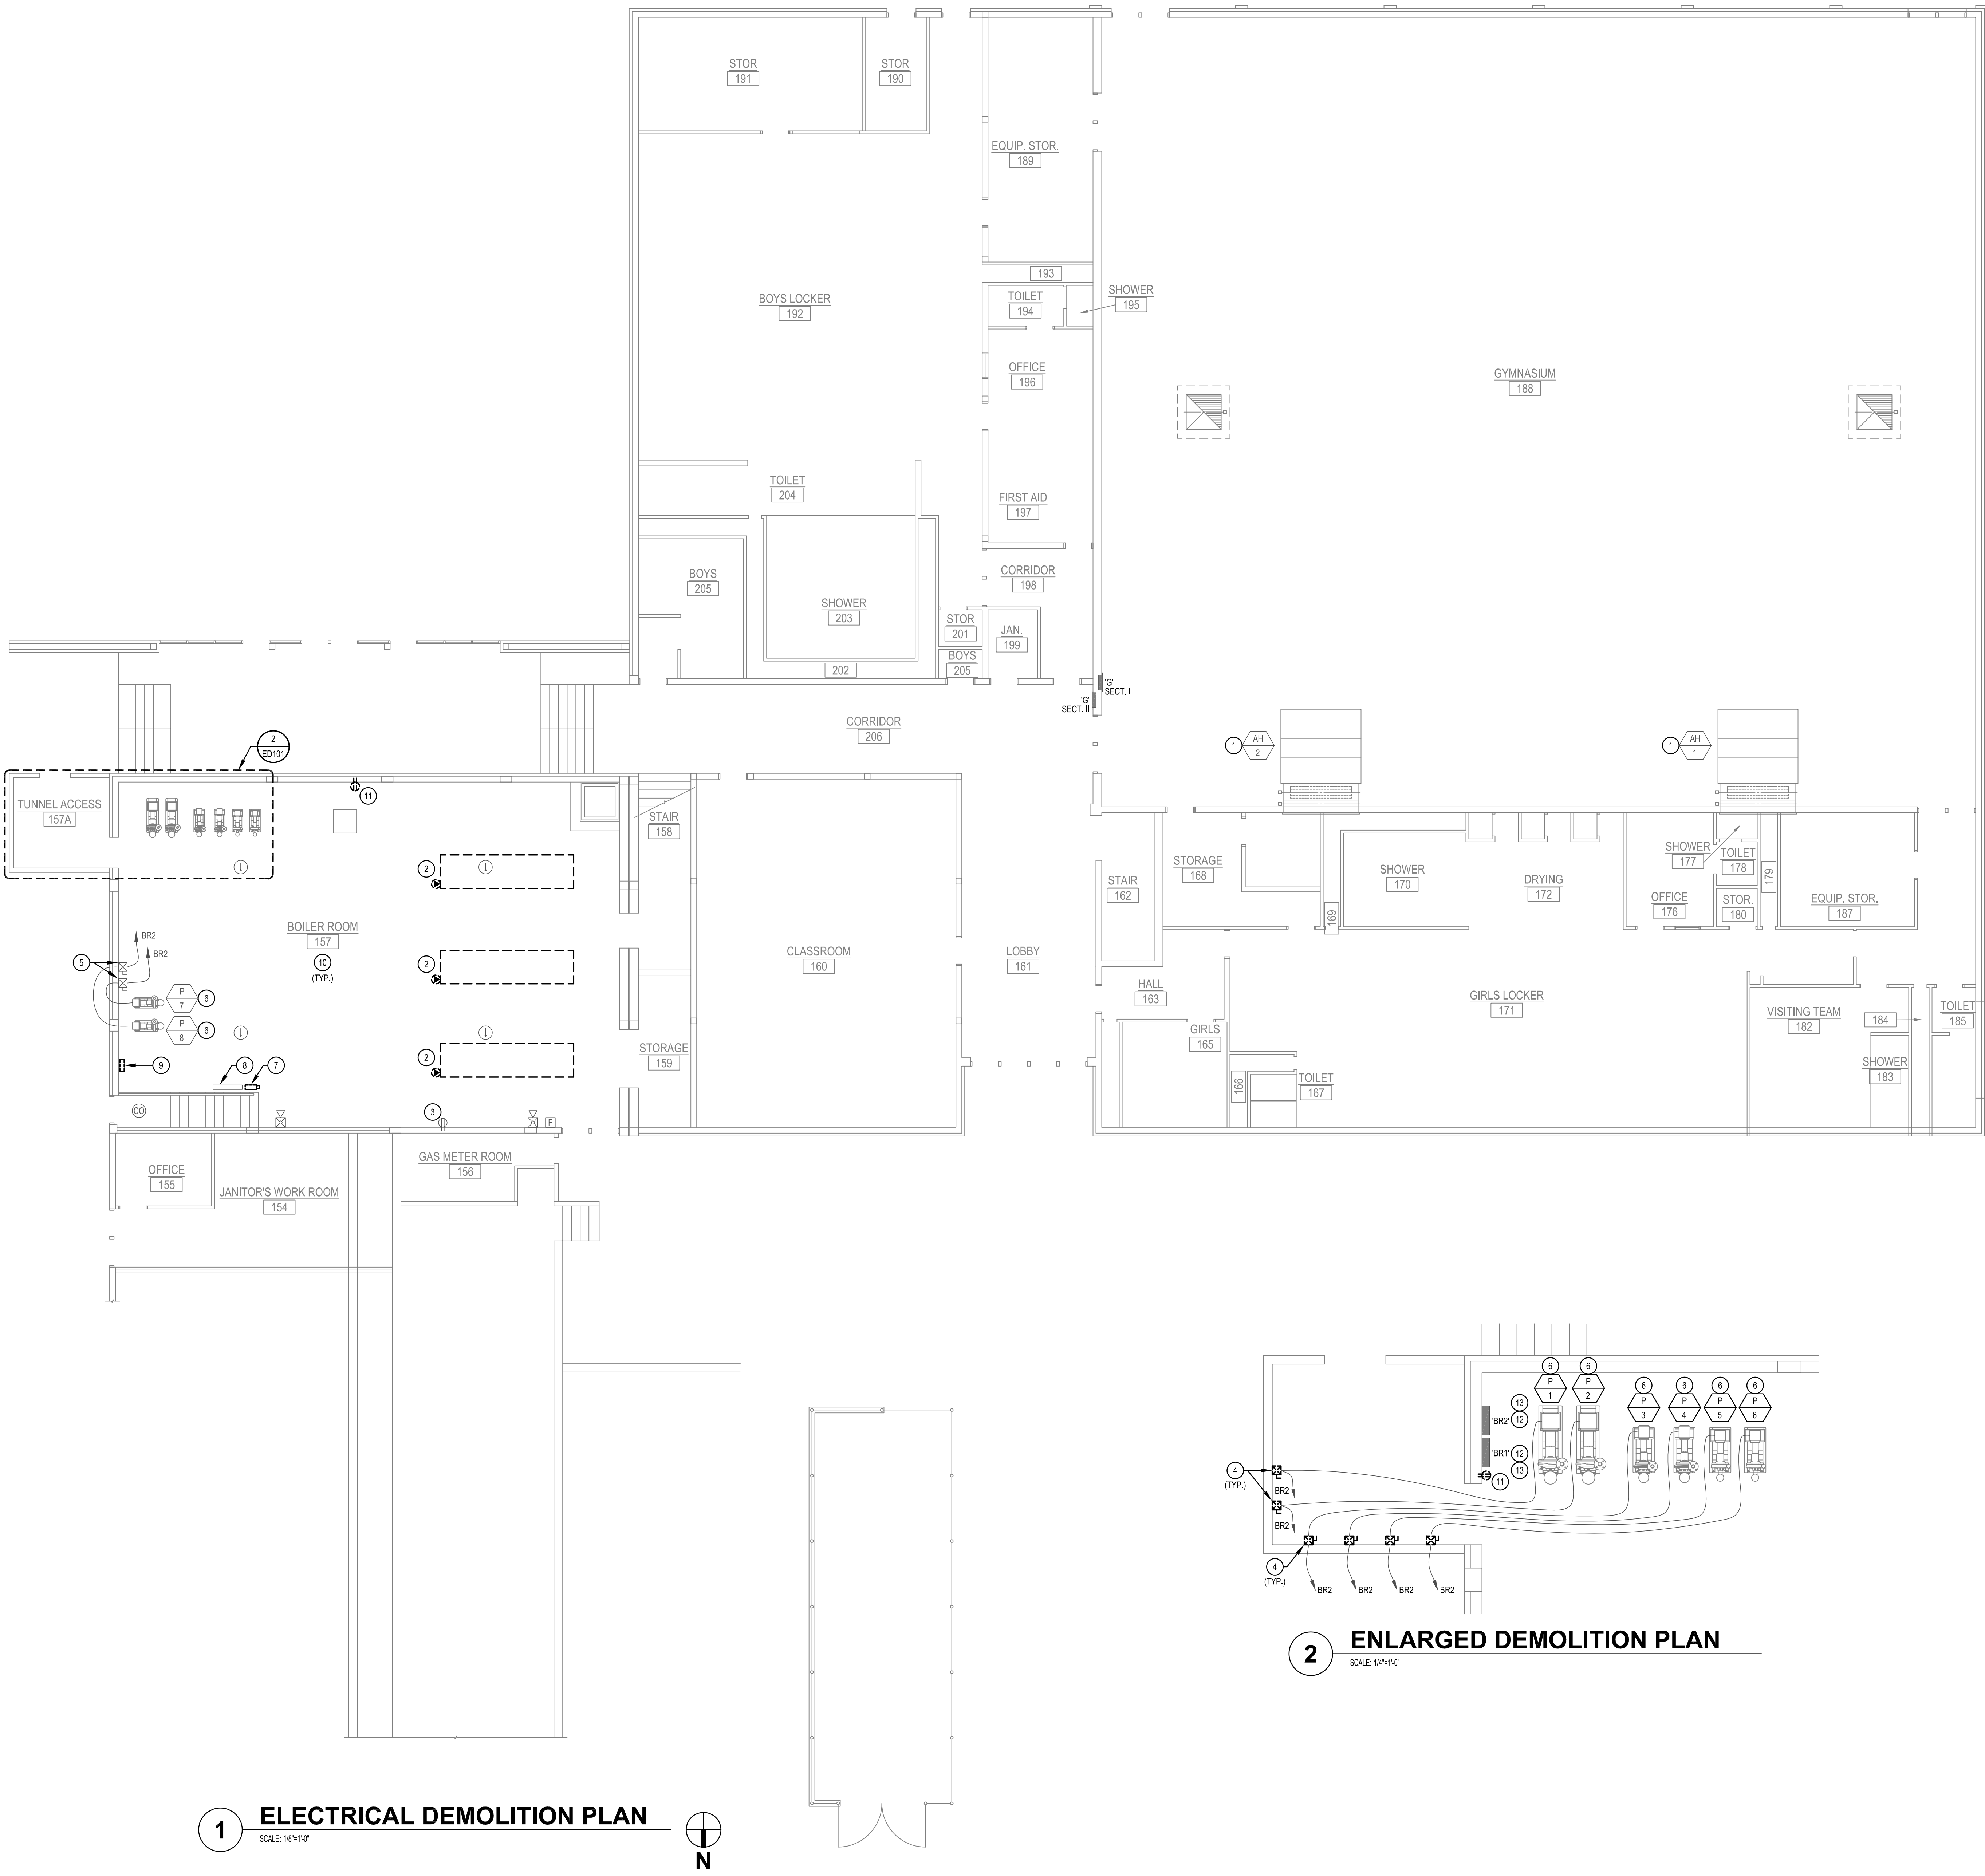 STOR
191
STOR
190
EQUIP. STOR.
189
193
TOILET
194
SHOWER
195
BOYS LOCKER
192
OFFICE
196
GYMNASIUM
188
TOILET
204
FIRST AID
197
BOYS
205
CORRIDOR
198
SHOWER
203
STOR
201
JAN.
199
BOYS
205
202
'G'
SECT. I
'G'
SECT. II
CORRIDOR
206
2
ED101
1
AH
2
1
AH
1
TUNNEL ACCESS
157A
11
STAIR
158
2
BOILER ROOM
157
10
(TYP.)
BR2
BR2
5
2
P
7
6
P
8
6
9
8
7
2
CO
3
F
STORAGE
159
CLASSROOM
160
LOBBY
161
STAIR
162
STORAGE
168
169
SHOWER
170
DRYING
172
SHOWER
177
TOILET
178
179
OFFICE
176
STOR.
180
EQUIP. STOR.
187
HALL
163
GIRLS
165
GIRLS LOCKER
171
VISITING TEAM
182
184
TOILET
185
SHOWER
183
166
TOILET
167
OFFICE
155
JANITOR'S WORK ROOM
154
GAS METER ROOM
156
6
P
1
6
P
2
6
P
3
6
P
4
6
P
5
6
P
6
13
'BR2'
12
'BR1'
12
13
11
4
(TYP.)
BR2
BR2
4
(TYP.)
BR2
BR2
BR2
BR2
2
ENLARGED DEMOLITION PLAN
SCALE: 1/4"=1'-0"
1
ELECTRICAL DEMOLITION PLAN
SCALE: 1/8"=1'-0"
N